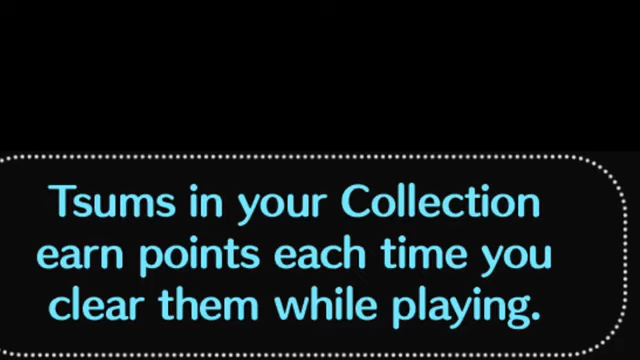 Tsums in your Collection
earn points each time you
clear them while playing.